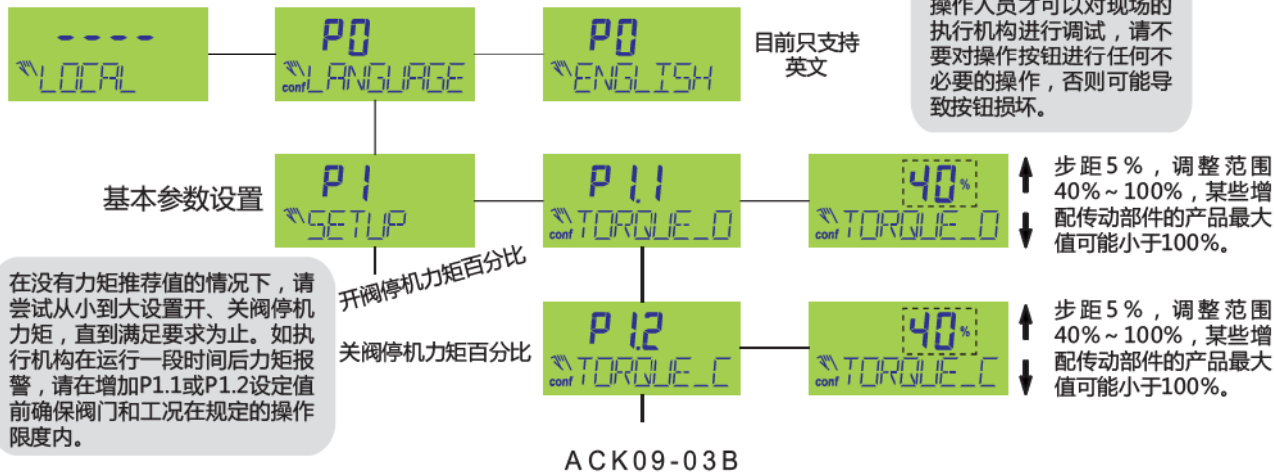 操作人员才可以对现场的
执行机构进行调试，请不
要对操作按钮进行任何不
必要的操作，否则可能导
致按钮损坏。
----
LOCAL
P0
conf LANGUAGE
P0
ENGLISH
目前只支持
英文
基本参数设置
P1
SETUP
P1.1
conf TORQUE_O
40%
conf TORQUE_O
步距5%，调整范围
40%~100%，某些增
配传动部件的产品最大
值可能小于100%。
开阀停机力矩百分比
在没有力矩推荐值的情况下，请
尝试从小到大设置开、关阀停机
力矩，直到满足要求为止。如执
行机构在运行一段时间后力矩报
警，请在增加P1.1或P1.2设定值
前确保阀门和工况在规定的操作
限度内。
关阀停机力矩百分比
P1.2
conf TORQUE_C
40%
conf TORQUE_C
步距5%，调整范围
40%~100%，某些增
配传动部件的产品最大
值可能小于100%。
ACK09-03B